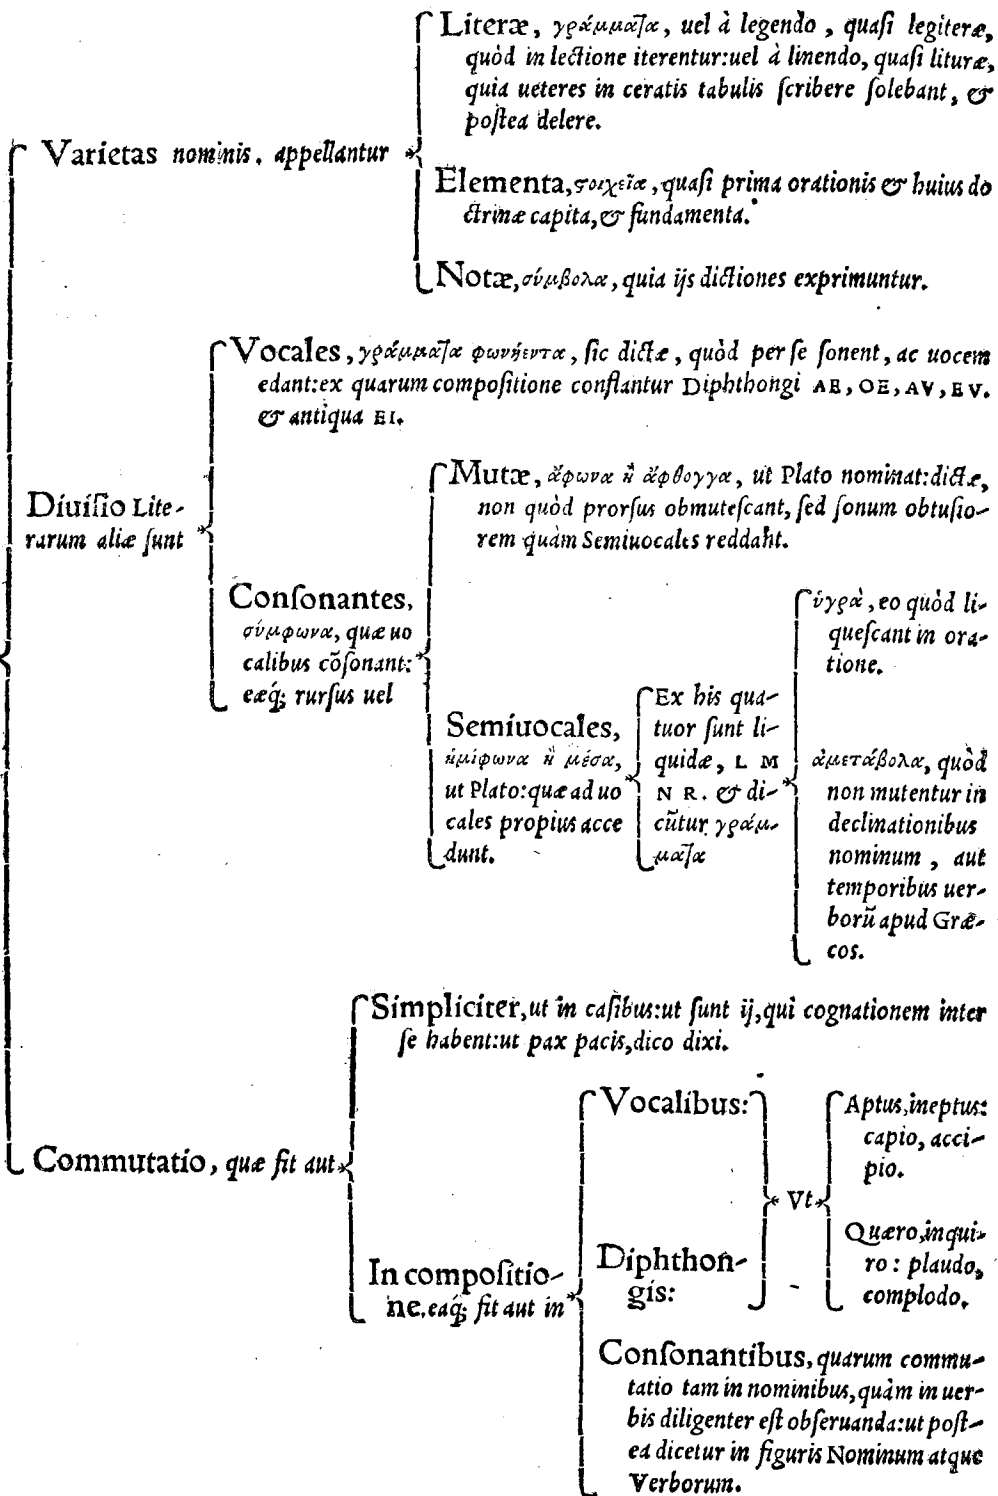 Literæ, γράμματα, uel à legendo, quaſi legiteræ,
quòd in lectione iterentur:uel à linendo, quaſi lituræ,
quia ueteres in ceratis tabulis ſcribere ſolebant, &
poſtea delere.
Varietas nominis. appellantur
Elementa, ςοιχεῖα, quaſi prima orationis & huius do
ctrinæ capita, & fundamenta.
Notæ, σύμβολα, quia ijs dictiones exprimuntur.
Vocales, γράμματα φωνήεντα, ſic dictæ, quòd per ſe ſonent, ac uocem
edant:ex quarum compoſitione conflantur Diphthongi AE, OE, AV, EV.
& antiqua EI.
Diuiſio Lite-
rarum aliæ ſunt
Conſonantes,
σύμφωνα, quæ uo
calibus cõſonant:
eæq́; rurſus uel
Mutæ, ἄφωνα ἢ ἄφθογγα, ut Plato nominat:dictæ,
non quòd prorſus obmuteſcant, ſed ſonum obtuſio-
rem quàm Semiuocales reddant.
Semiuocales,
ἡμίφωνα ἢ μέσα,
ut Plato:quæ ad uo
cales propius acce
dunt.
Ex his qua-
tuor ſunt li-
quidæ, L M
N R. & di-
cũtur γράμ-
ματα
ὑγρὰ, eo quòd li-
queſcant in ora-
tione.
ἀμετάβολα, quòd
non mutentur in
declinationibus
nominum, aut
temporibus uer-
borũ apud Græ-
cos.
Commutatio, quæ fit aut
Simpliciter, ut in caſibus:ut ſunt ij, qui cognationem inter
ſe habent:ut pax pacis, dico dixi.
In compoſitio-
ne. eaq́; fit aut in
Vocalibus:
Diphthon-
gis:
Vt
Aptus, ineptus:
capio, acci-
pio.
Quæro, inqui-
ro: plaudo,
complodo.
Conſonantibus, quarum commu-
tatio tam in nominibus, quàm in uer-
bis diligenter eſt obſeruanda:ut poſt-
ea dicetur in figuris Nominum atque
Verborum.